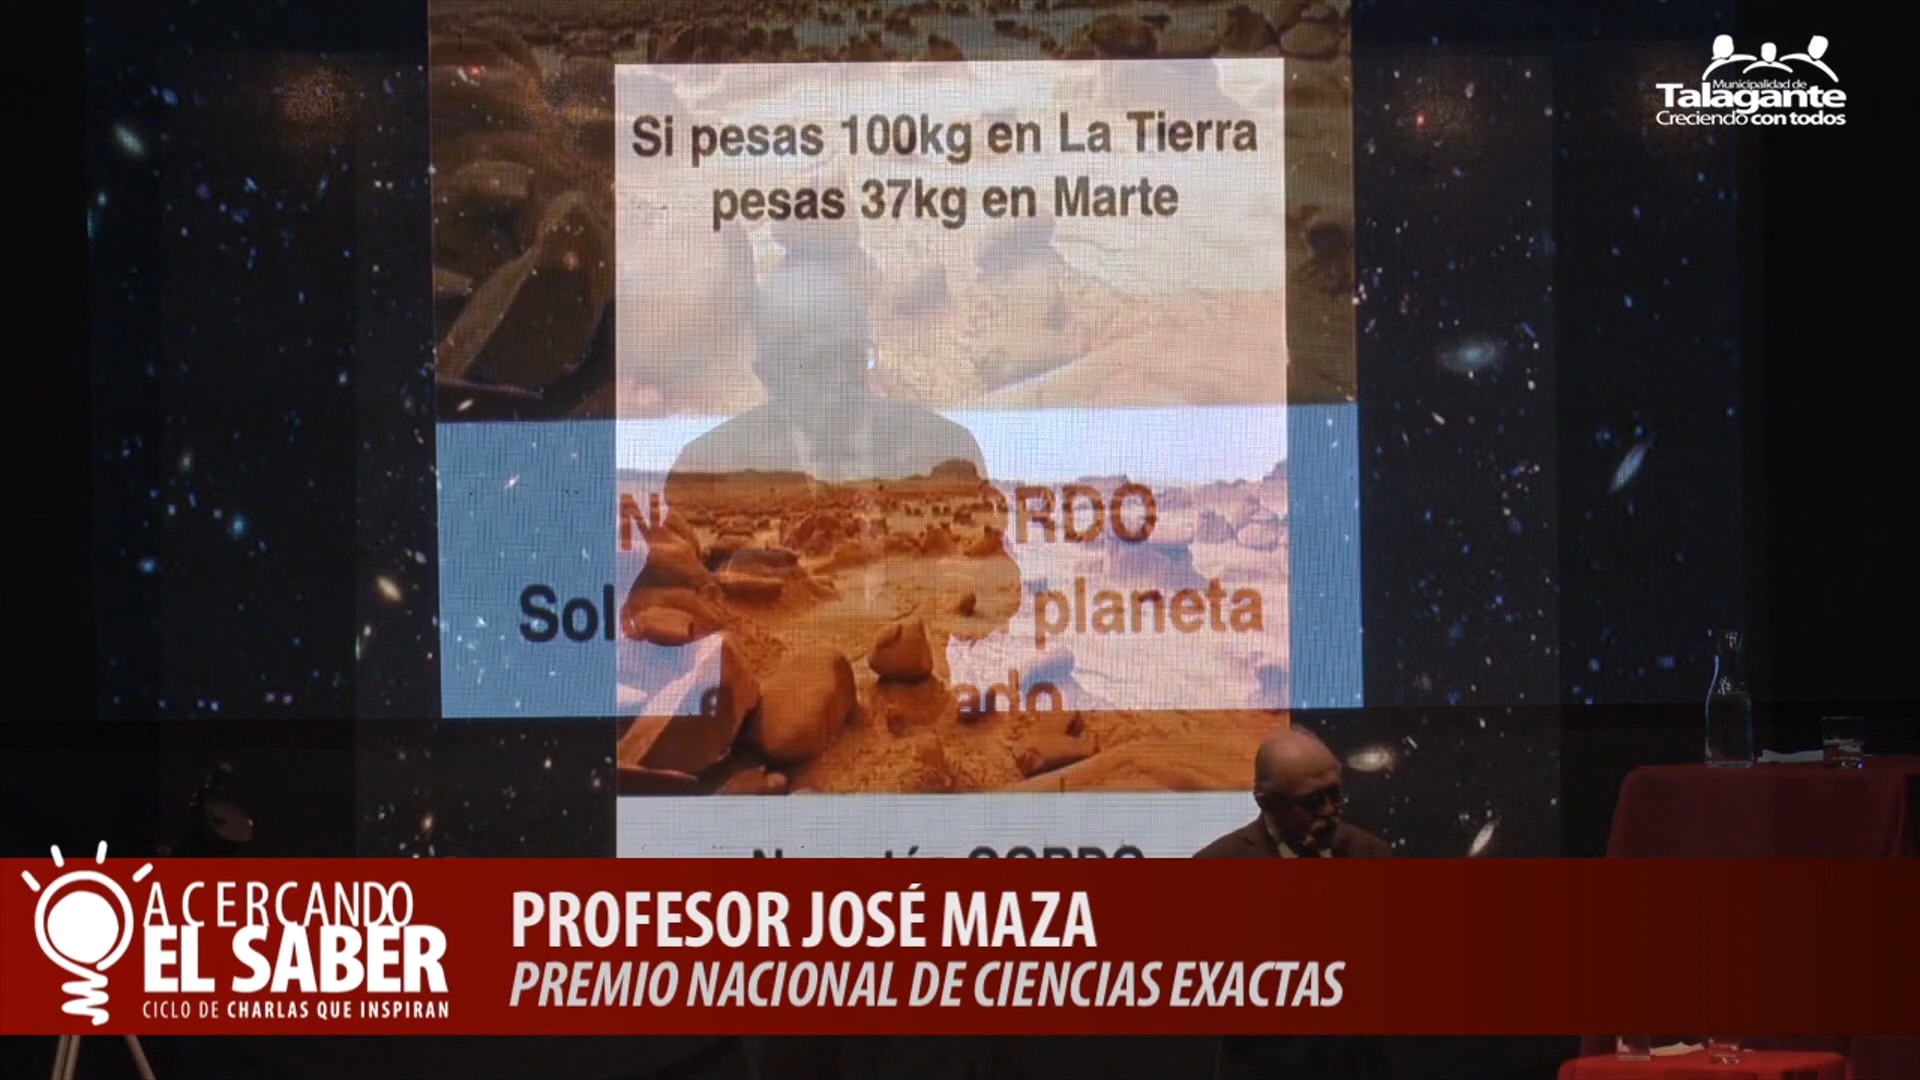 Municipalidad de
Talagante
Creciendo con todos
Si pesas 100kg en La Tierra
pesas 37kg en Marte
planeta
ACERCANDO
EL SABER
CICLO DE CHARLAS QUE INSPIRAN
PROFESOR JOSÉ MAZA
PREMIO NACIONAL DE CIENCIAS EXACTAS